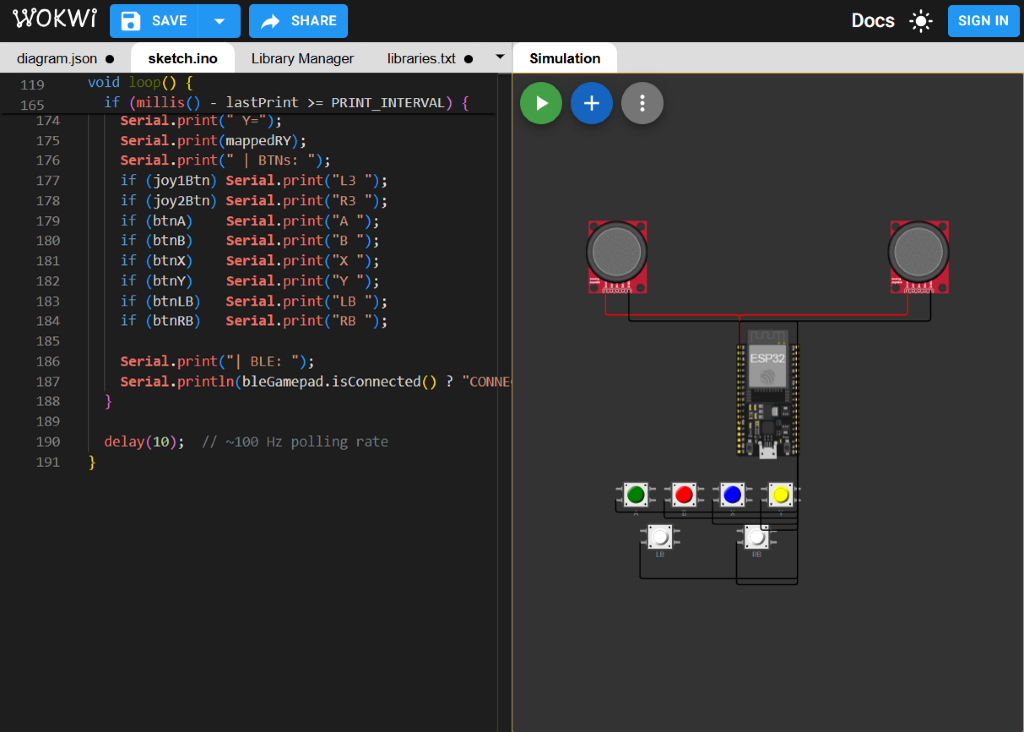 WOKWI SAVE SHARE Docs SIGN IN
diagram.json ● sketch.ino Library Manager libraries.txt ● Simulation
119 void loop() {
165 if (millis() - lastPrint >= PRINT_INTERVAL) {
174 Serial.print(" Y=");
175 Serial.print(mappedRY);
176 Serial.print(" | BTNs: ");
177 if (joy1Btn) Serial.print("L3 ");
178 if (joy2Btn) Serial.print("R3 ");
179 if (btnA) Serial.print("A ");
180 if (btnB) Serial.print("B ");
181 if (btnX) Serial.print("X ");
182 if (btnY) Serial.print("Y ");
183 if (btnLB) Serial.print("LB ");
184 if (btnRB) Serial.print("RB ");
185
186 Serial.print("| BLE: ");
187 Serial.println(bleGamepad.isConnected() ? "CONNE
188 }
189
190 delay(10); // ~100 Hz polling rate
191 }
ESP32
LB RB